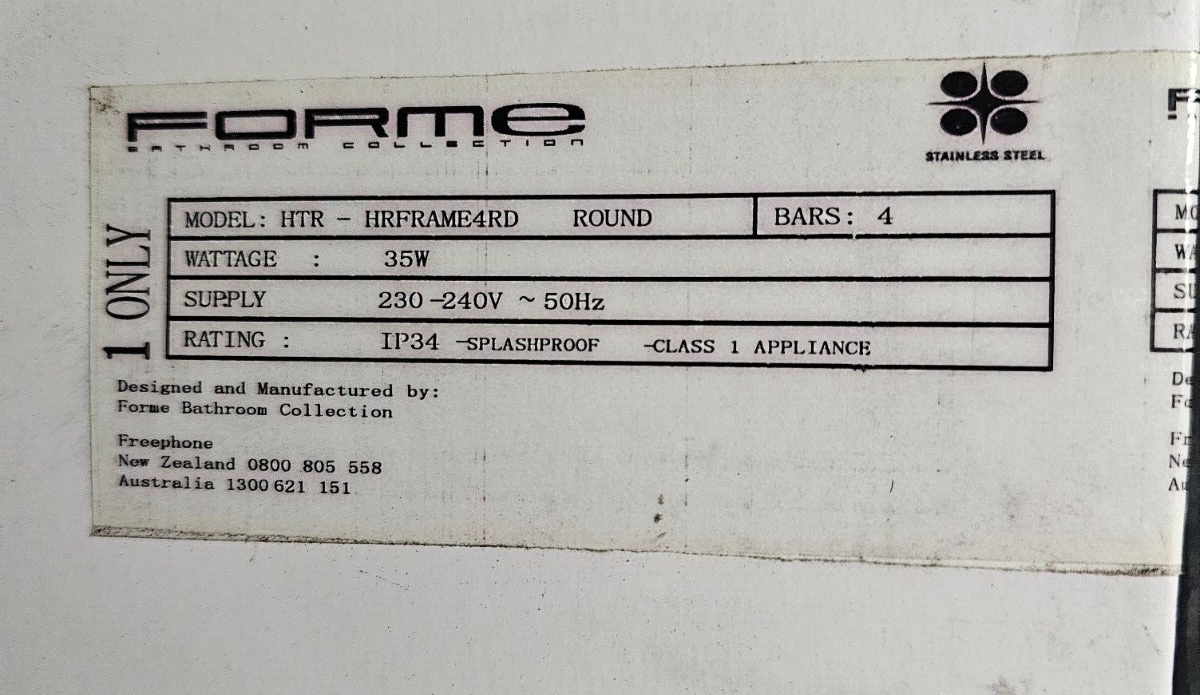 FORME
BATHROOM COLLECTION
STAINLESS STEEL
1 ONLY
MODEL: HTR - HRFRAME4RD ROUND BARS: 4
WATTAGE : 35W
SUPPLY 230-240V ~ 50Hz
RATING : IP34 -SPLASHPROOF -CLASS 1 APPLIANCE
Designed and Manufactured by:
Forme Bathroom Collection
Freephone
New Zealand 0800 805 558
Australia 1300 621 151